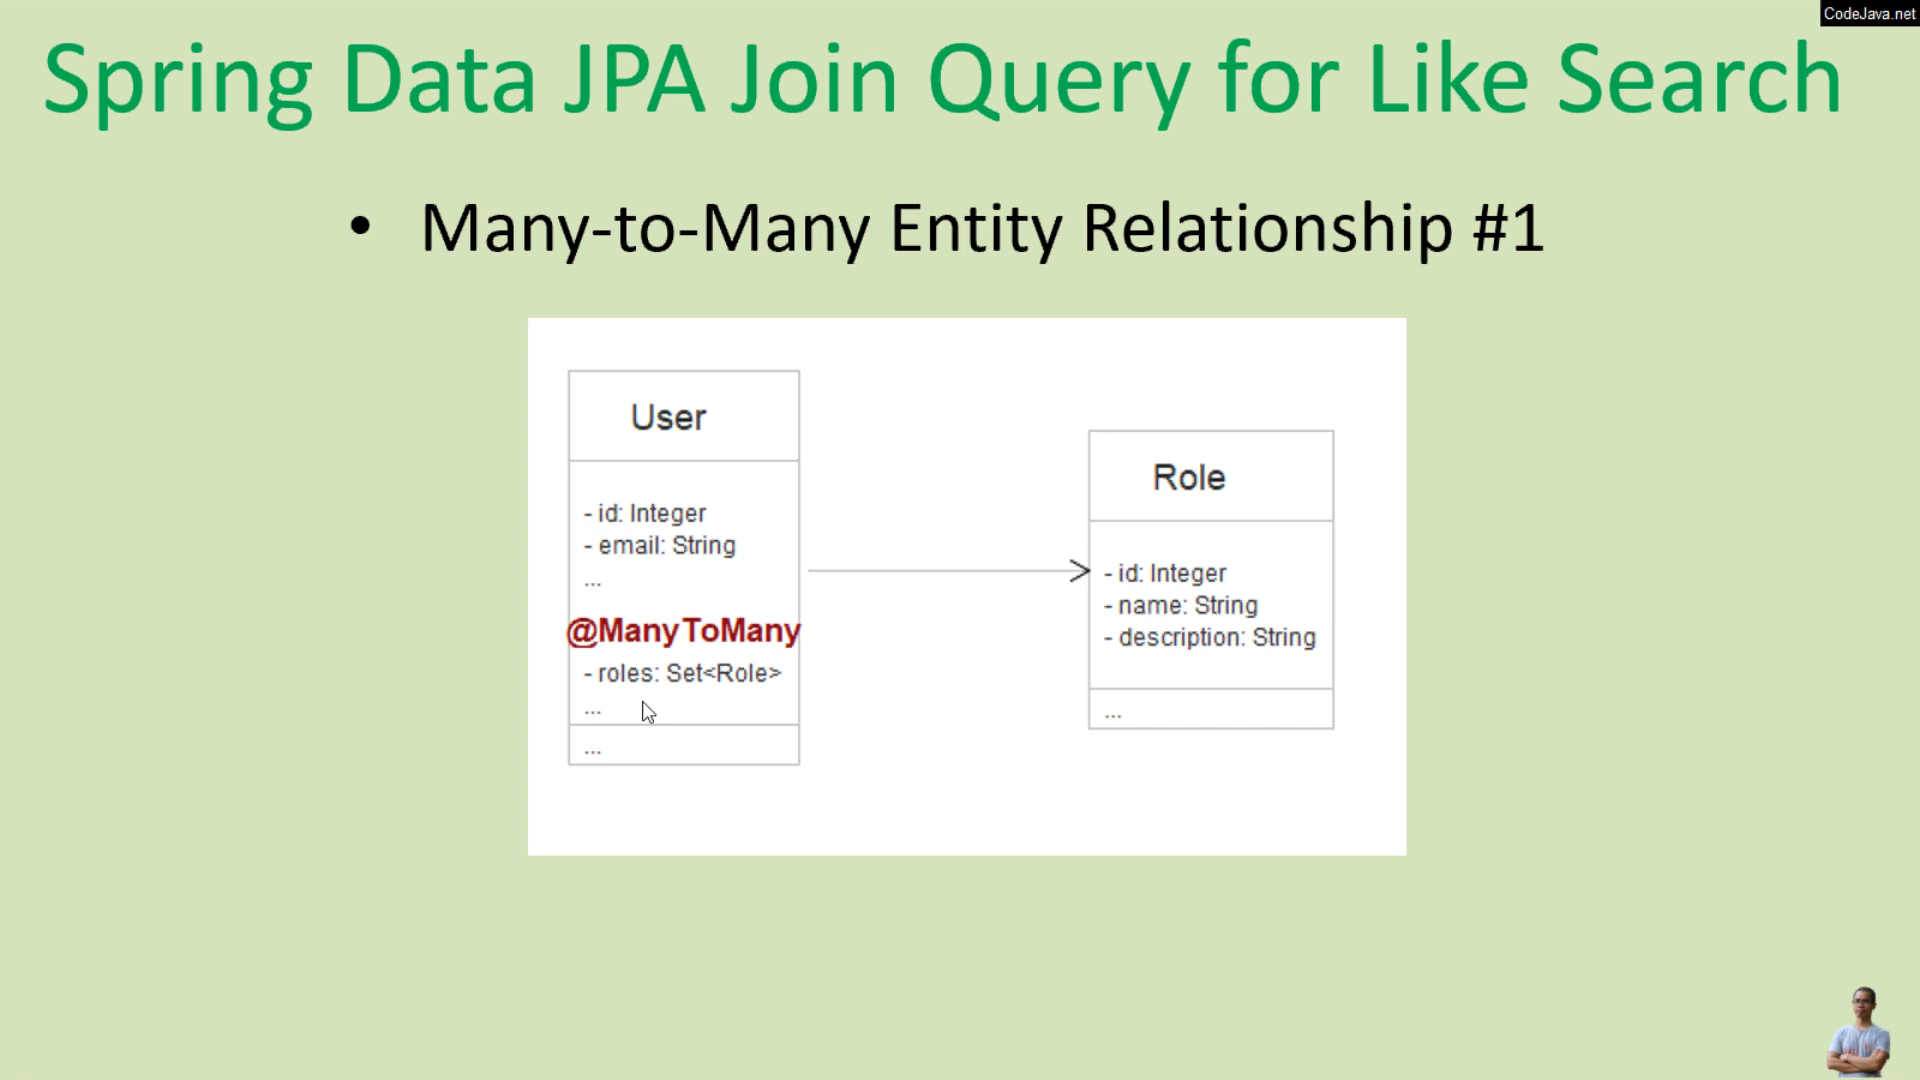 CodeJava.net
Spring Data JPA Join Query for Like Search
• Many-to-Many Entity Relationship #1
User
- id: Integer
- email: String
...
@ManyToMany
- roles: Set<Role>
...
...
Role
- id: Integer
- name: String
- description: String
...